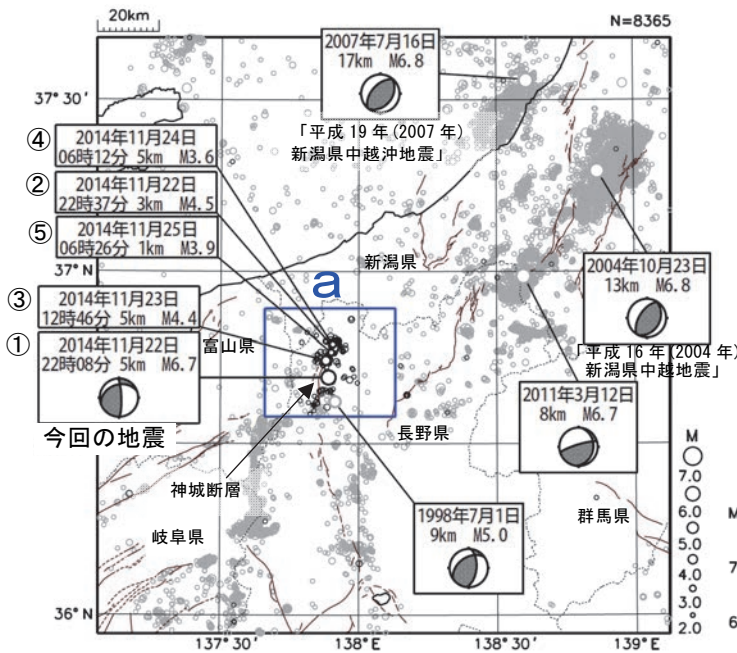 20km
N=8365
2007年7月16日
17km M6.8
37°30'
「平成 19 年 (2007 年)
新潟県中越沖地震」
④
2014年11月24日
06時12分 5km M3.6
②
2014年11月22日
22時37分 3km M4.5
⑤
2014年11月25日
06時26分 1km M3.9
37°N
新潟県
a
2004年10月23日
13km M6.8
「平成 16 年 (2004 年)
新潟県中越地震」
③
2014年11月23日
12時46分 5km M4.4
①
2014年11月22日
22時08分 5km M6.7
富山県
今回の地震
2011年3月12日
8km M6.7
長野県
神城断層
岐阜県
1998年7月1日
9km M5.0
群馬県
M
7.0
6.0
5.0
4.0
3.0
2.0
M
7
6
36°N
137°30'
138°
138°30'
139°E